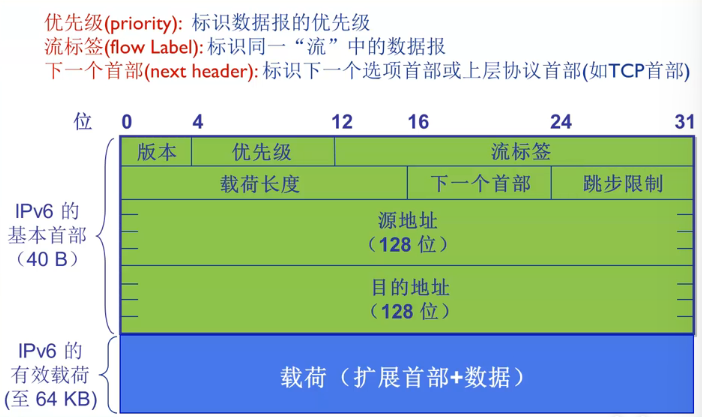 优先级(priority): 标识数据报的优先级
流标签(flow Label): 标识同一“流”中的数据报
下一个首部(next header): 标识下一个选项首部或上层协议首部(如TCP首部)
位 0 4 12 16 24 31
版本 优先级 流标签
载荷长度 下一个首部 跳步限制
IPv6 的
基本首部
（40 B）
源地址
（128 位）
目的地址
（128 位）
IPv6 的
有效载荷
(至 64 KB)
载荷（扩展首部+数据）